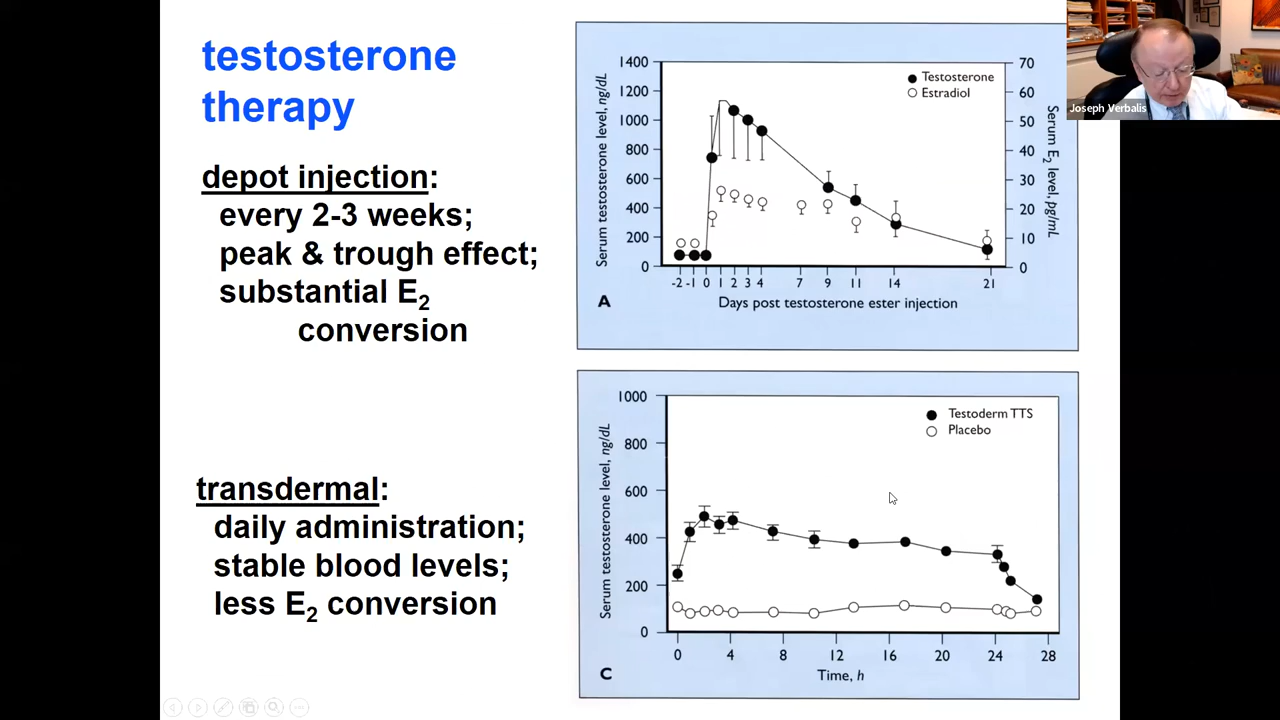 testosterone
therapy
depot injection:
every 2-3 weeks;
peak & trough effect;
substantial E2
conversion
transdermal:
daily administration;
stable blood levels;
less E2 conversion
Serum testosterone level, ng/dL
1400
1200
1000
800
600
400
200
0
Testosterone
Estradiol
70
60
50
40
30
20
10
0
Serum E2 level, pg/mL
-2 -1 0 1 2 3 4 7 9 11 14 21
A
Days post testosterone ester injection
Serum testosterone level, ng/dL
1000
800
600
400
200
0
Testoderm TTS
Placebo
0 4 8 12 16 20 24 28
C
Time, h
Joseph Verbalis